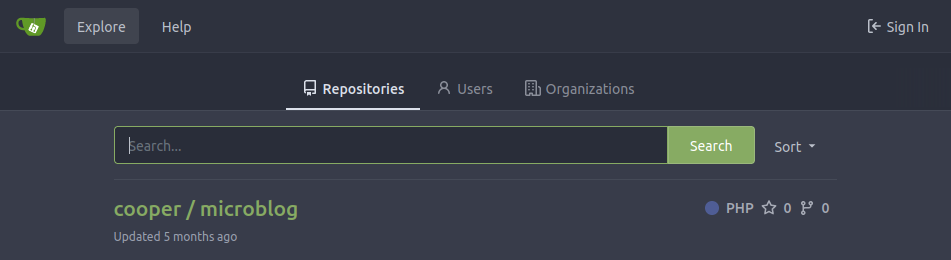 Explore Help Sign In
Repositories Users Organizations
Search... Search Sort
cooper / microblog PHP 0 0
Updated 5 months ago